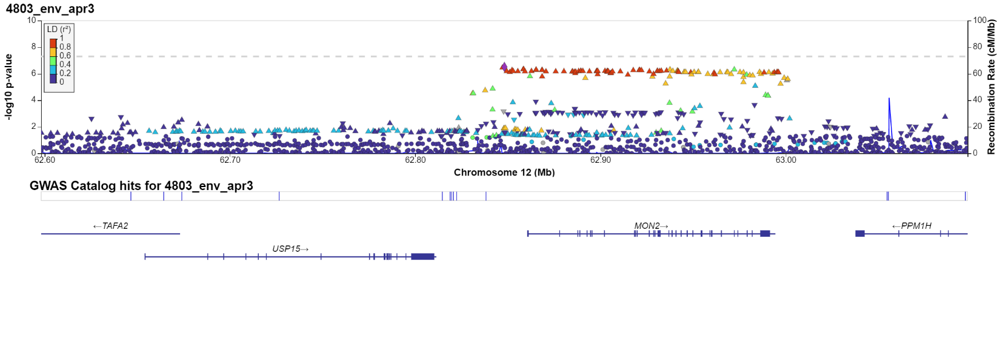 4803_env_apr3
10
8
6
4
2
0
-log10 p-value
LD (r²)
1
0.8
0.6
0.4
0.2
0
100
80
60
40
20
0
Recombination Rate (cM/Mb)
62.60 62.70 62.80 62.90 63.00
Chromosome 12 (Mb)
GWAS Catalog hits for 4803_env_apr3
←TAFA2 MON2→ ←PPM1H
USP15→